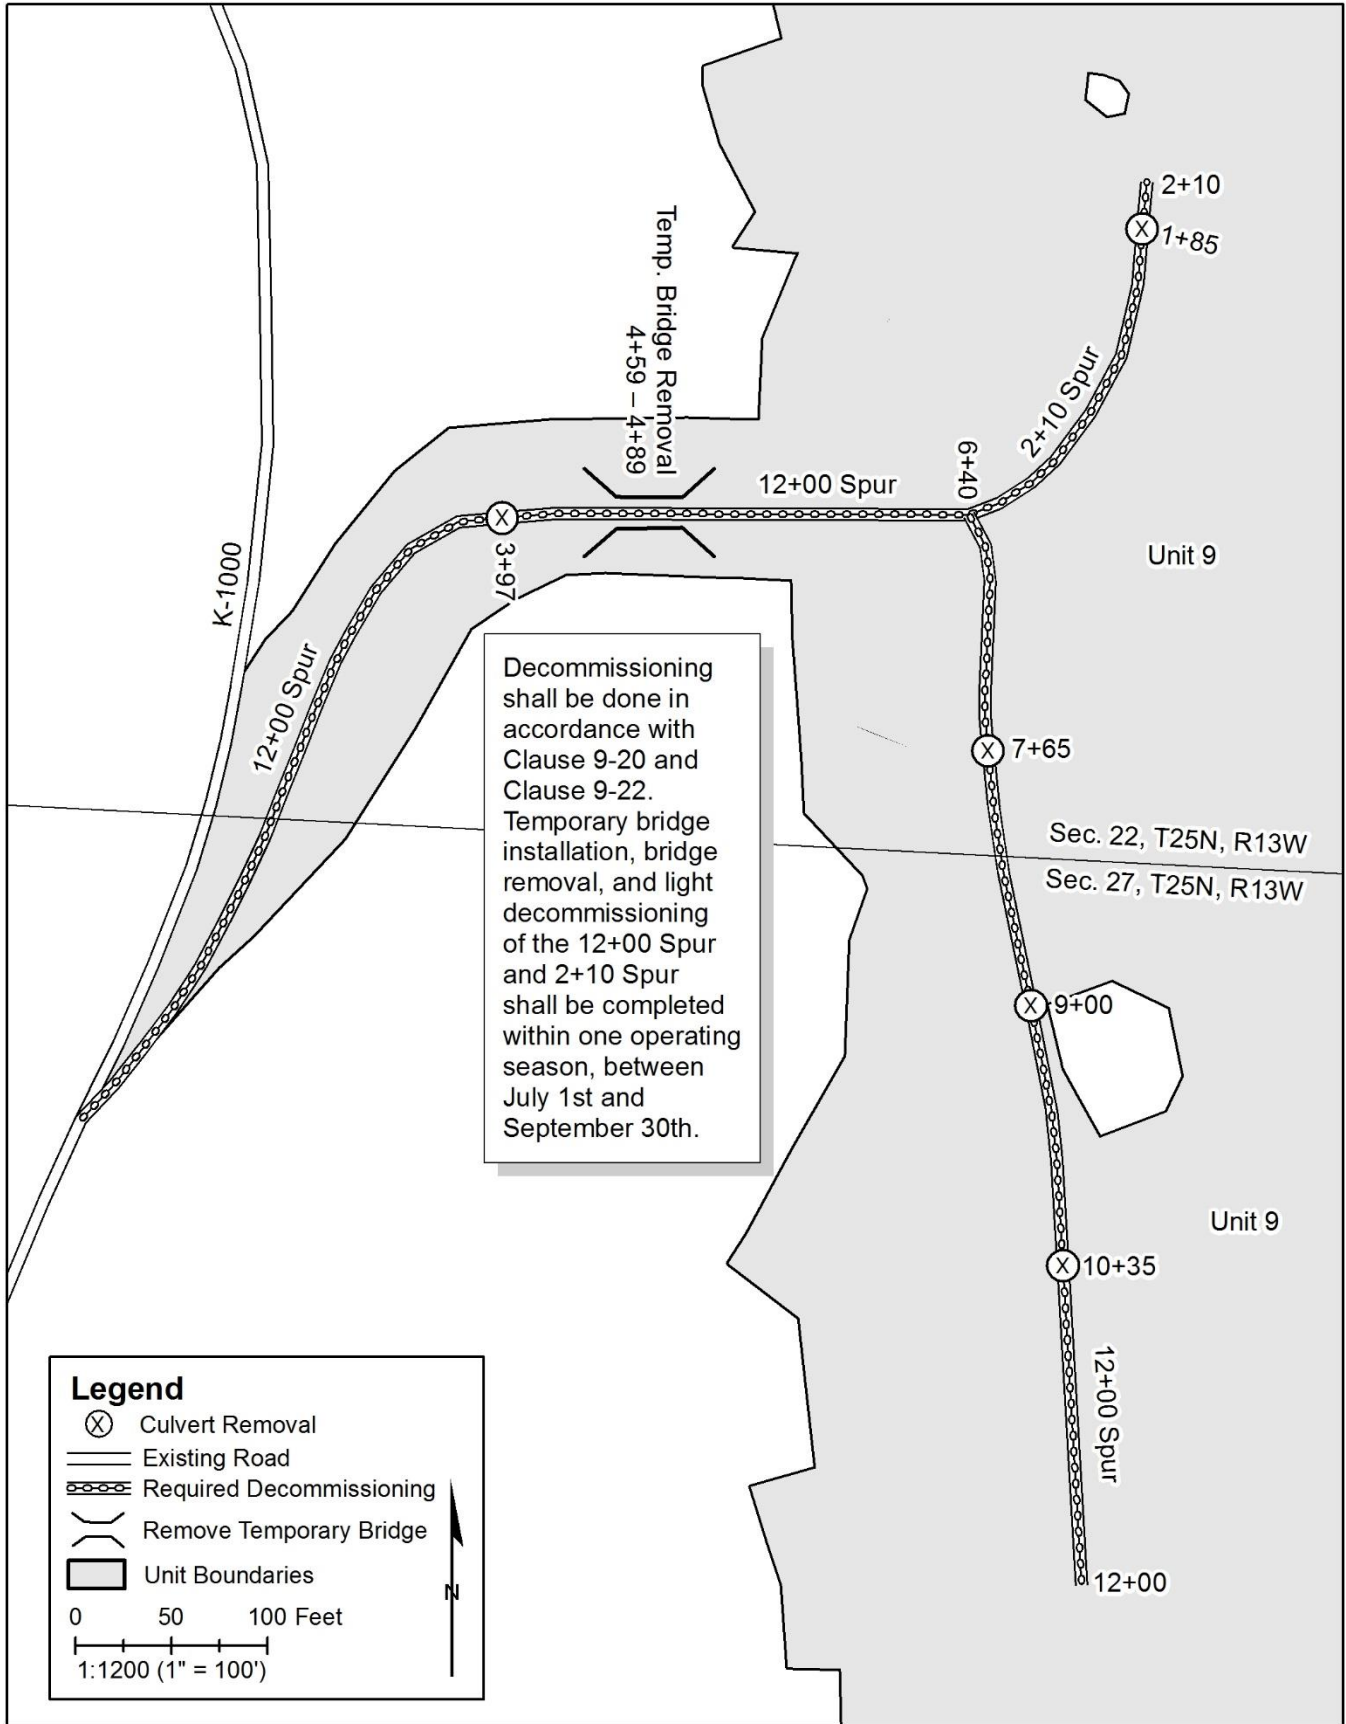 2+10
1+85
Temp. Bridge Removal
4+59 – 4+89
2+10 Spur
6+40
12+00 Spur
Unit 9
3+97
K-1000
12+00 Spur
Decommissioning
shall be done in
accordance with
Clause 9-20 and
Clause 9-22.
Temporary bridge
installation, bridge
removal, and light
decommissioning
of the 12+00 Spur
and 2+10 Spur
shall be completed
within one operating
season, between
July 1st and
September 30th.
7+65
Sec. 22, T25N, R13W
Sec. 27, T25N, R13W
9+00
Unit 9
10+35
12+00 Spur
12+00
Legend
X Culvert Removal
Existing Road
Required Decommissioning
Remove Temporary Bridge
Unit Boundaries
N
0 50 100 Feet
1:1200 (1" = 100')